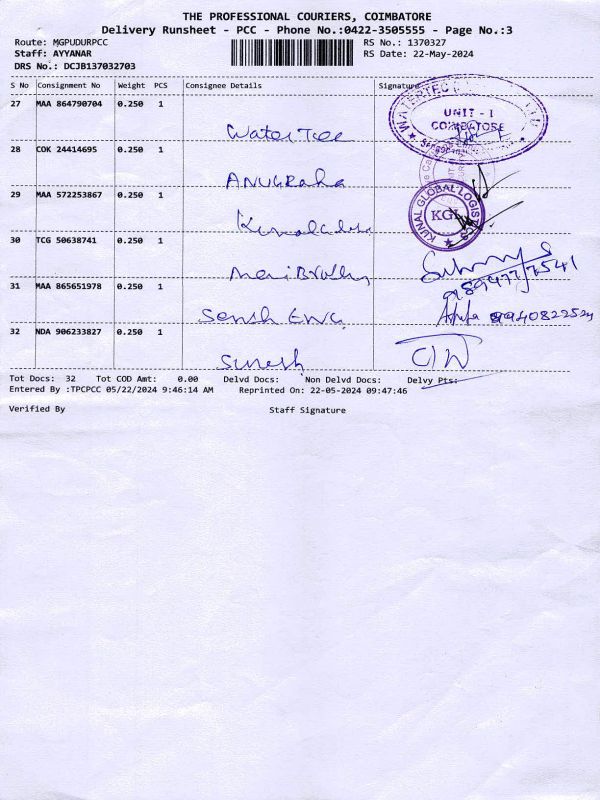 THE PROFESSIONAL COURIERS, COIMBATORE
Delivery Runsheet - PCC - Phone No.:0422-3505555 - Page No.:3
Route: MGPUDURPCC RS No.: 1370327
Staff: AYYANAR RS Date: 22-May-2024
DRS No.: DCJB137032703
S No Consignment No Weight PCS Consignee Details Signature
27 MAA 864790704 0.250 1
UNIT - I
COIMBATORE
Water Tec
28 COK 24414695 0.250 1
ANUGRaha
29 MAA 572253867 0.250 1
KUNAL GLOBAL LOGIS
KGL
30 TCG 50638741 0.250 1
31 MAA 865651978 0.250 1
32 NDA 906233827 0.250 1
Suresh
Tot Docs: 32 Tot COD Amt: 0.00 Delvd Docs: Non Delvd Docs: Delvy Pts:
Entered By :TPCPCC 05/22/2024 9:46:14 AM Reprinted On: 22-05-2024 09:47:46
Verified By Staff Signature